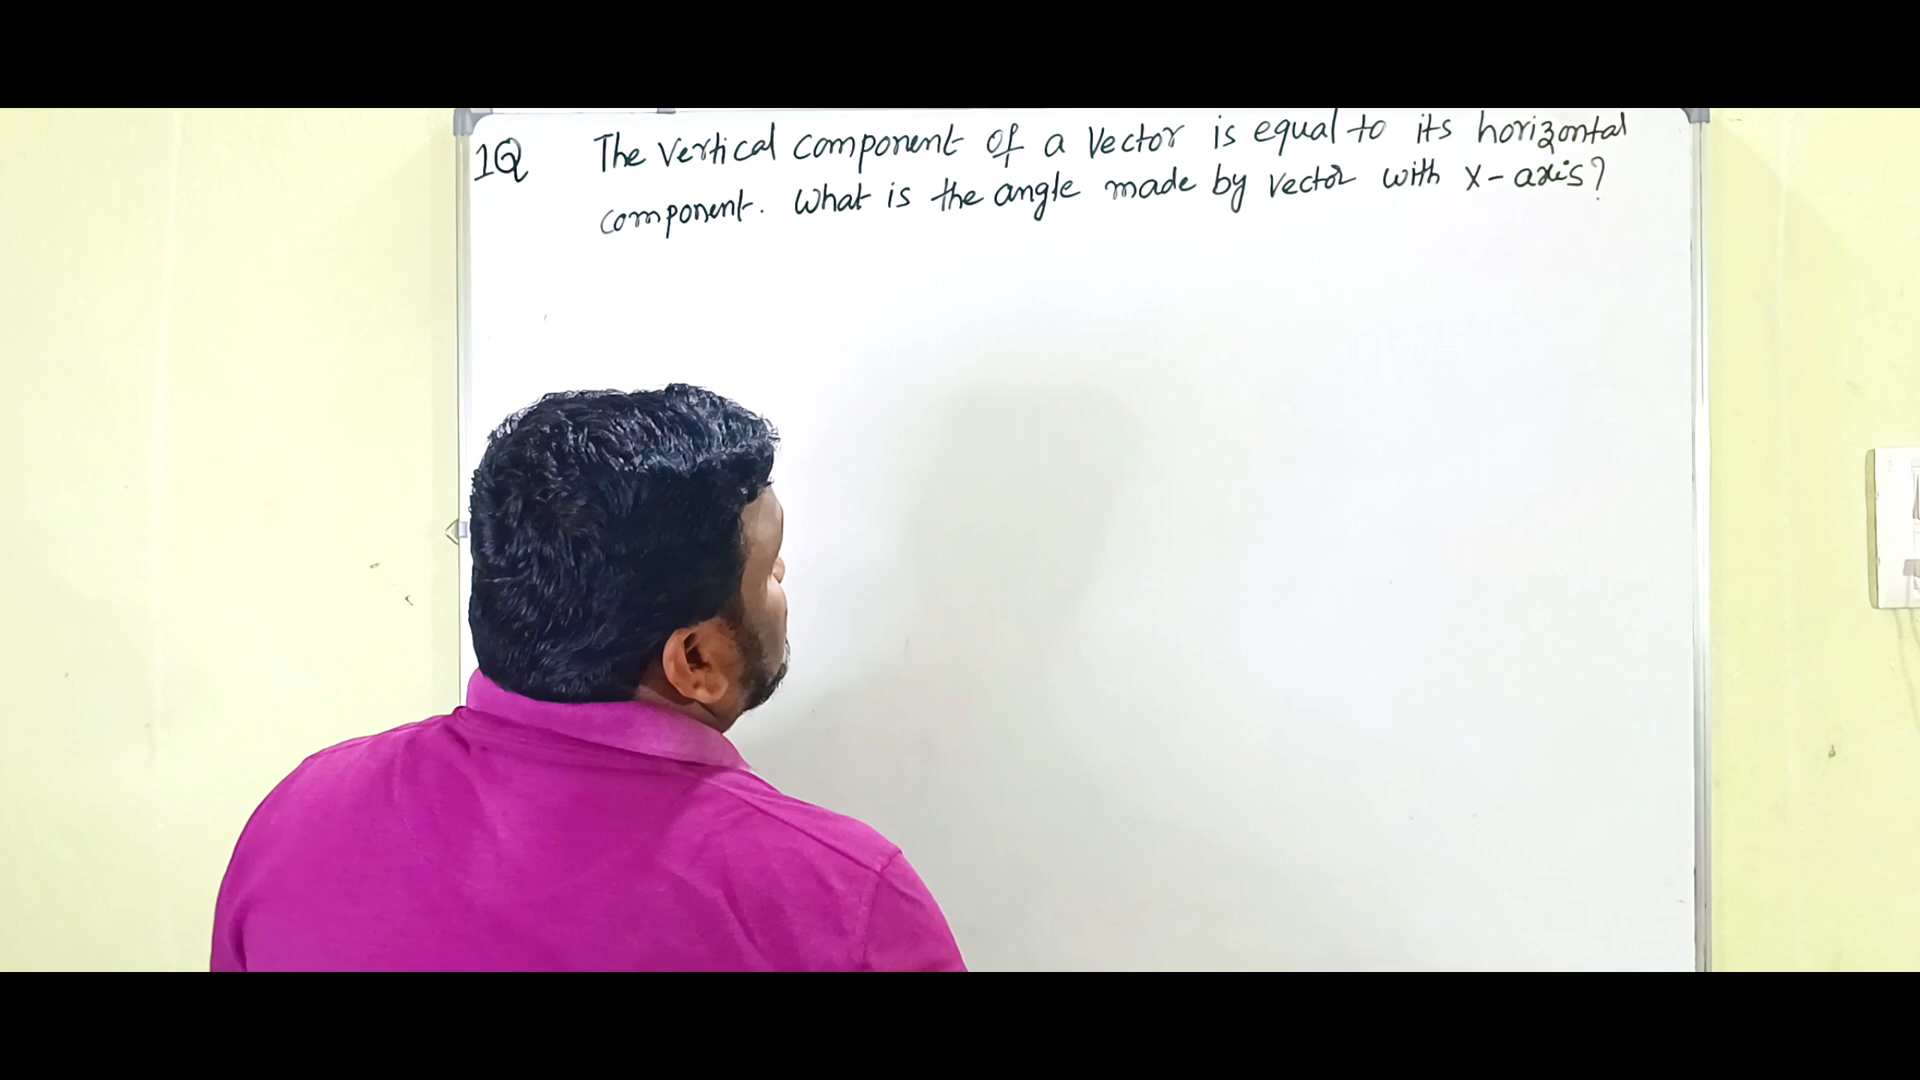 1Q The vertical component of a vector is equal to its horizontal
component. What is the angle made by vector with x-axis?